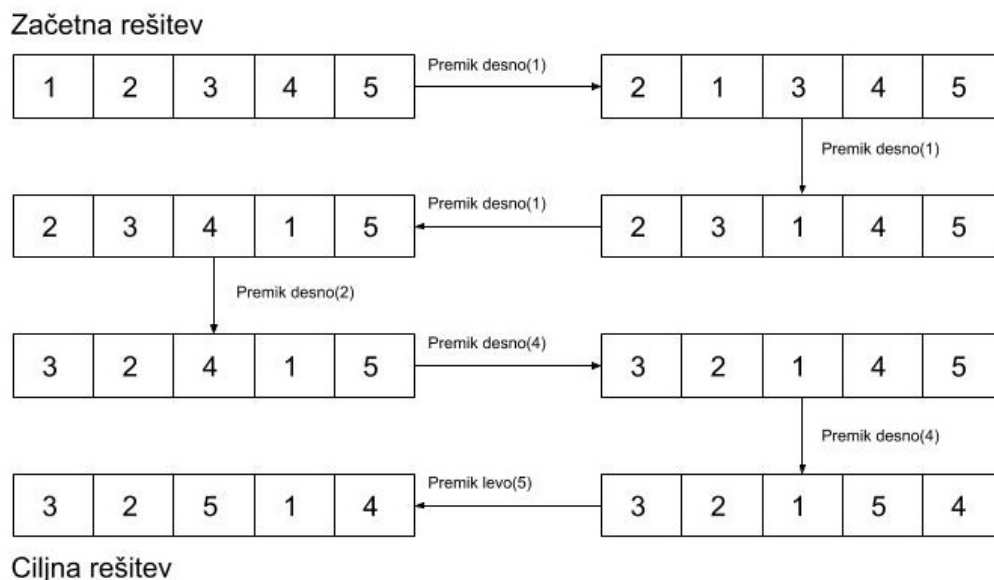 Začetna rešitev
1 2 3 4 5
Premik desno(1)
2 1 3 4 5
Premik desno(1)
2 3 4 1 5
Premik desno(1)
2 3 1 4 5
Premik desno(2)
3 2 4 1 5
Premik desno(4)
3 2 1 4 5
Premik desno(4)
3 2 5 1 4
Premik levo(5)
3 2 1 5 4
Ciljna rešitev